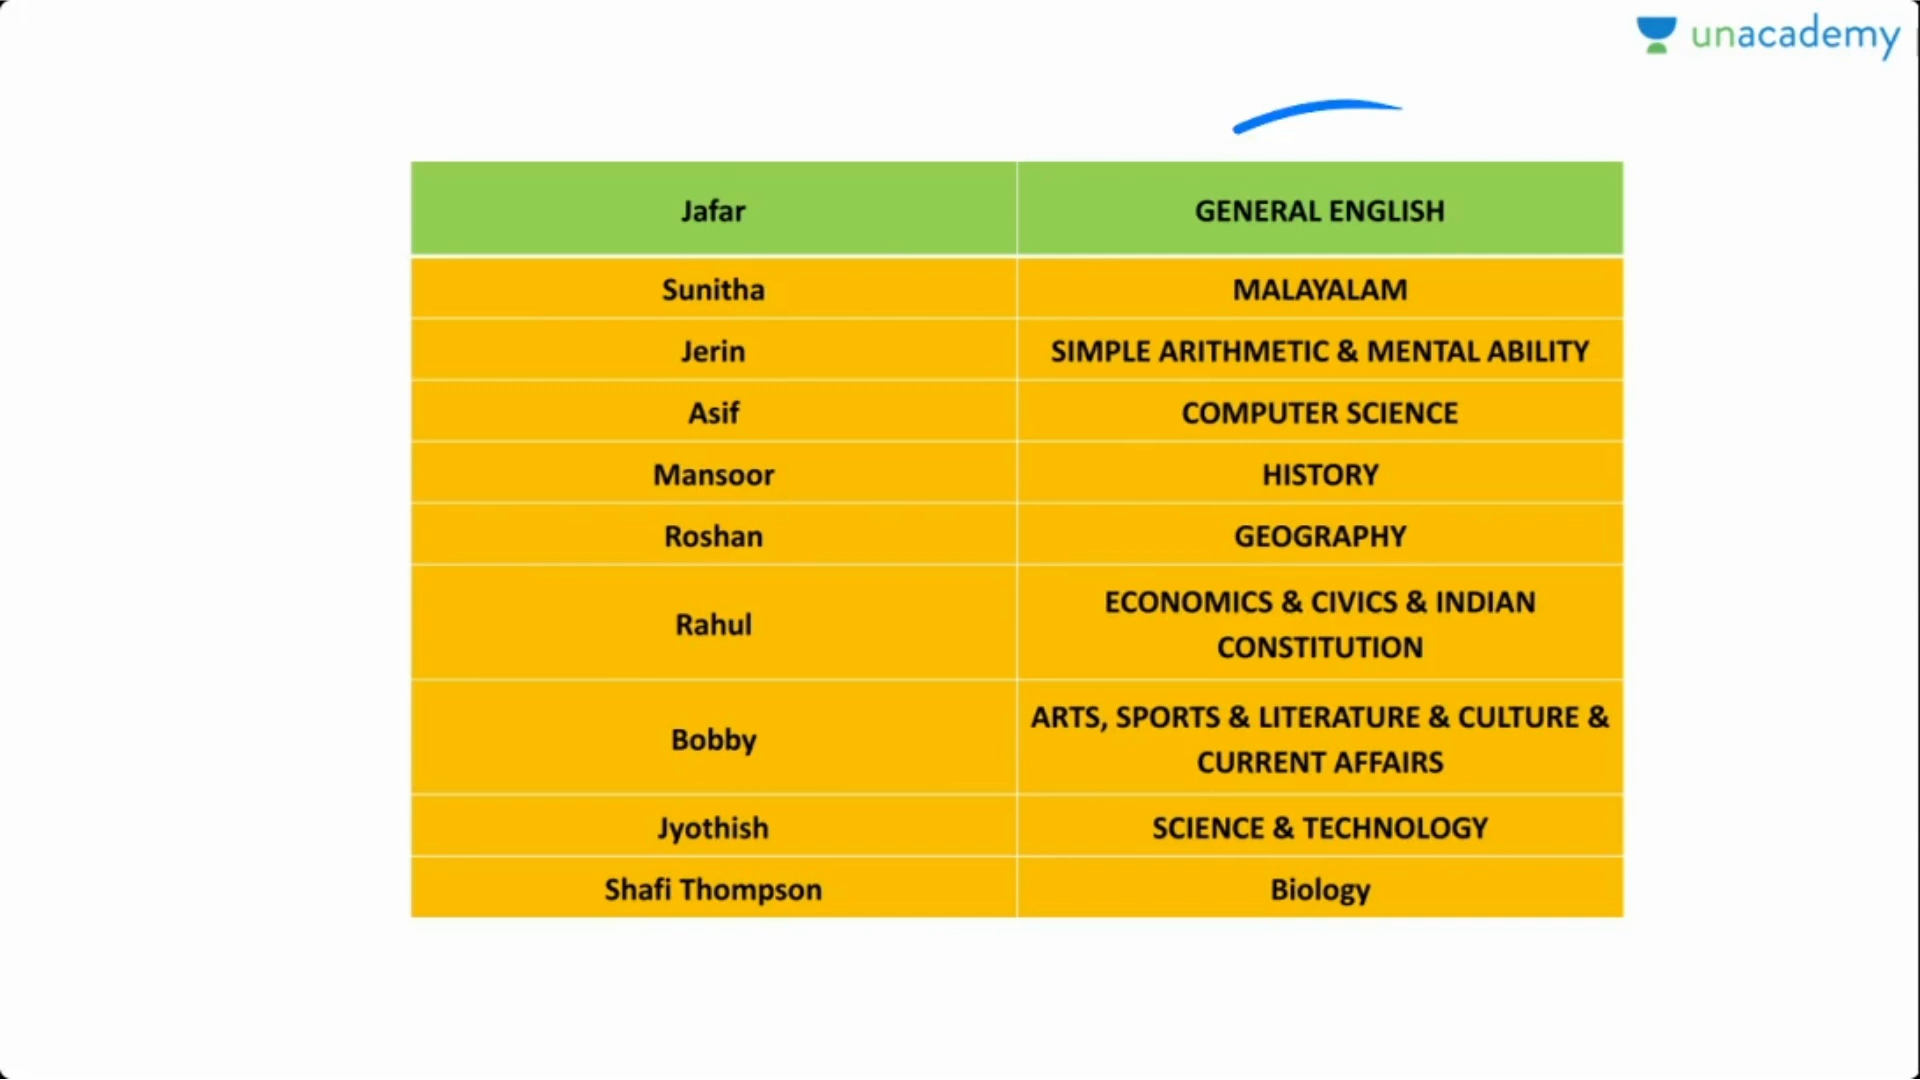 unacademy
Jafar GENERAL ENGLISH
Sunitha MALAYALAM
Jerin SIMPLE ARITHMETIC & MENTAL ABILITY
Asif COMPUTER SCIENCE
Mansoor HISTORY
Roshan GEOGRAPHY
Rahul ECONOMICS & CIVICS & INDIAN
CONSTITUTION
Bobby ARTS, SPORTS & LITERATURE & CULTURE &
CURRENT AFFAIRS
Jyothish SCIENCE & TECHNOLOGY
Shafi Thompson Biology